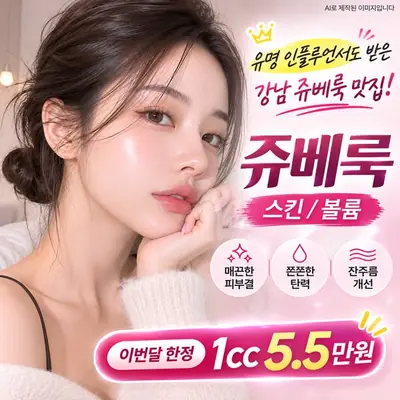 AI로 제작된 이미지입니다
유명 인플루언서도 받은
강남 쥬베룩 맛집!
쥬베룩
스킨 / 볼륨
매끈한
피부결
쫀쫀한
탄력
잔주름
개선
이번달 한정 1cc 5.5만원